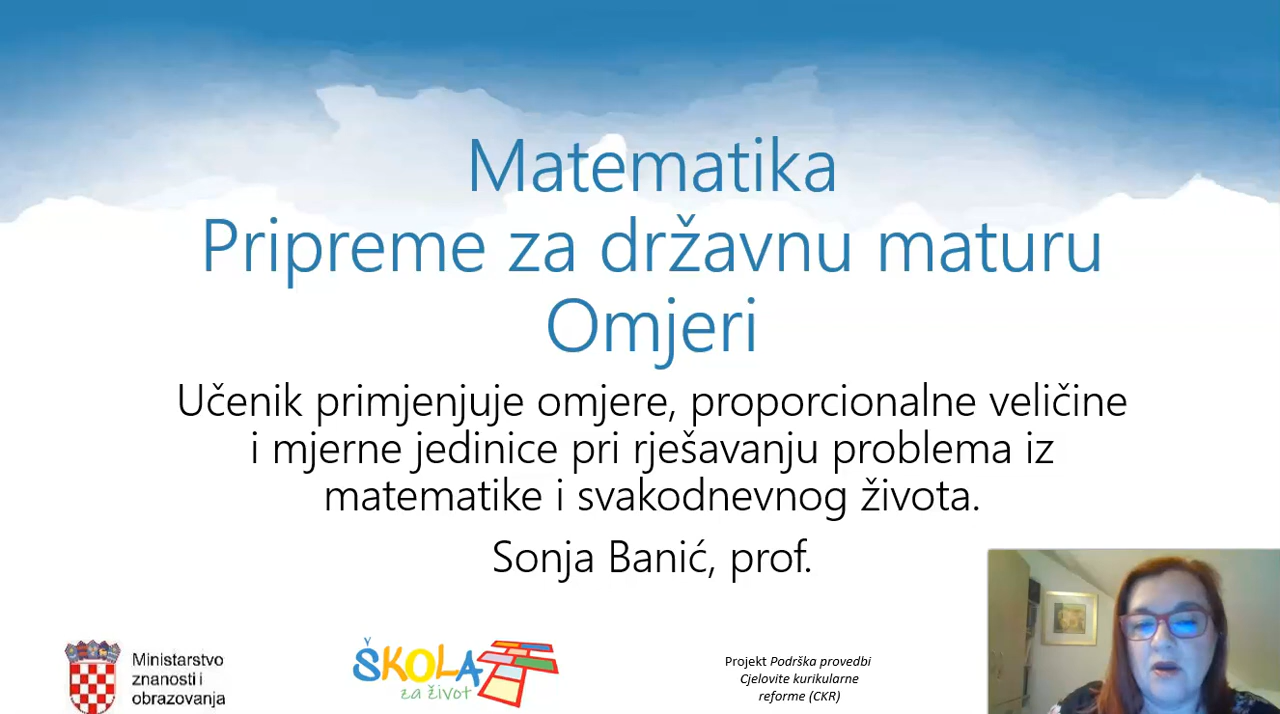 Matematika
Pripreme za državnu maturu
Omjeri
Učenik primjenjuje omjere, proporcionalne veličine
i mjerne jedinice pri rješavanju problema iz
matematike i svakodnevnog života.
Sonja Banić, prof.
Ministarstvo
znanosti i
obrazovanja
ŠKOLA
za život
Projekt Podrška provedbi
Cjelovite kurikularne
reforme (CKR)